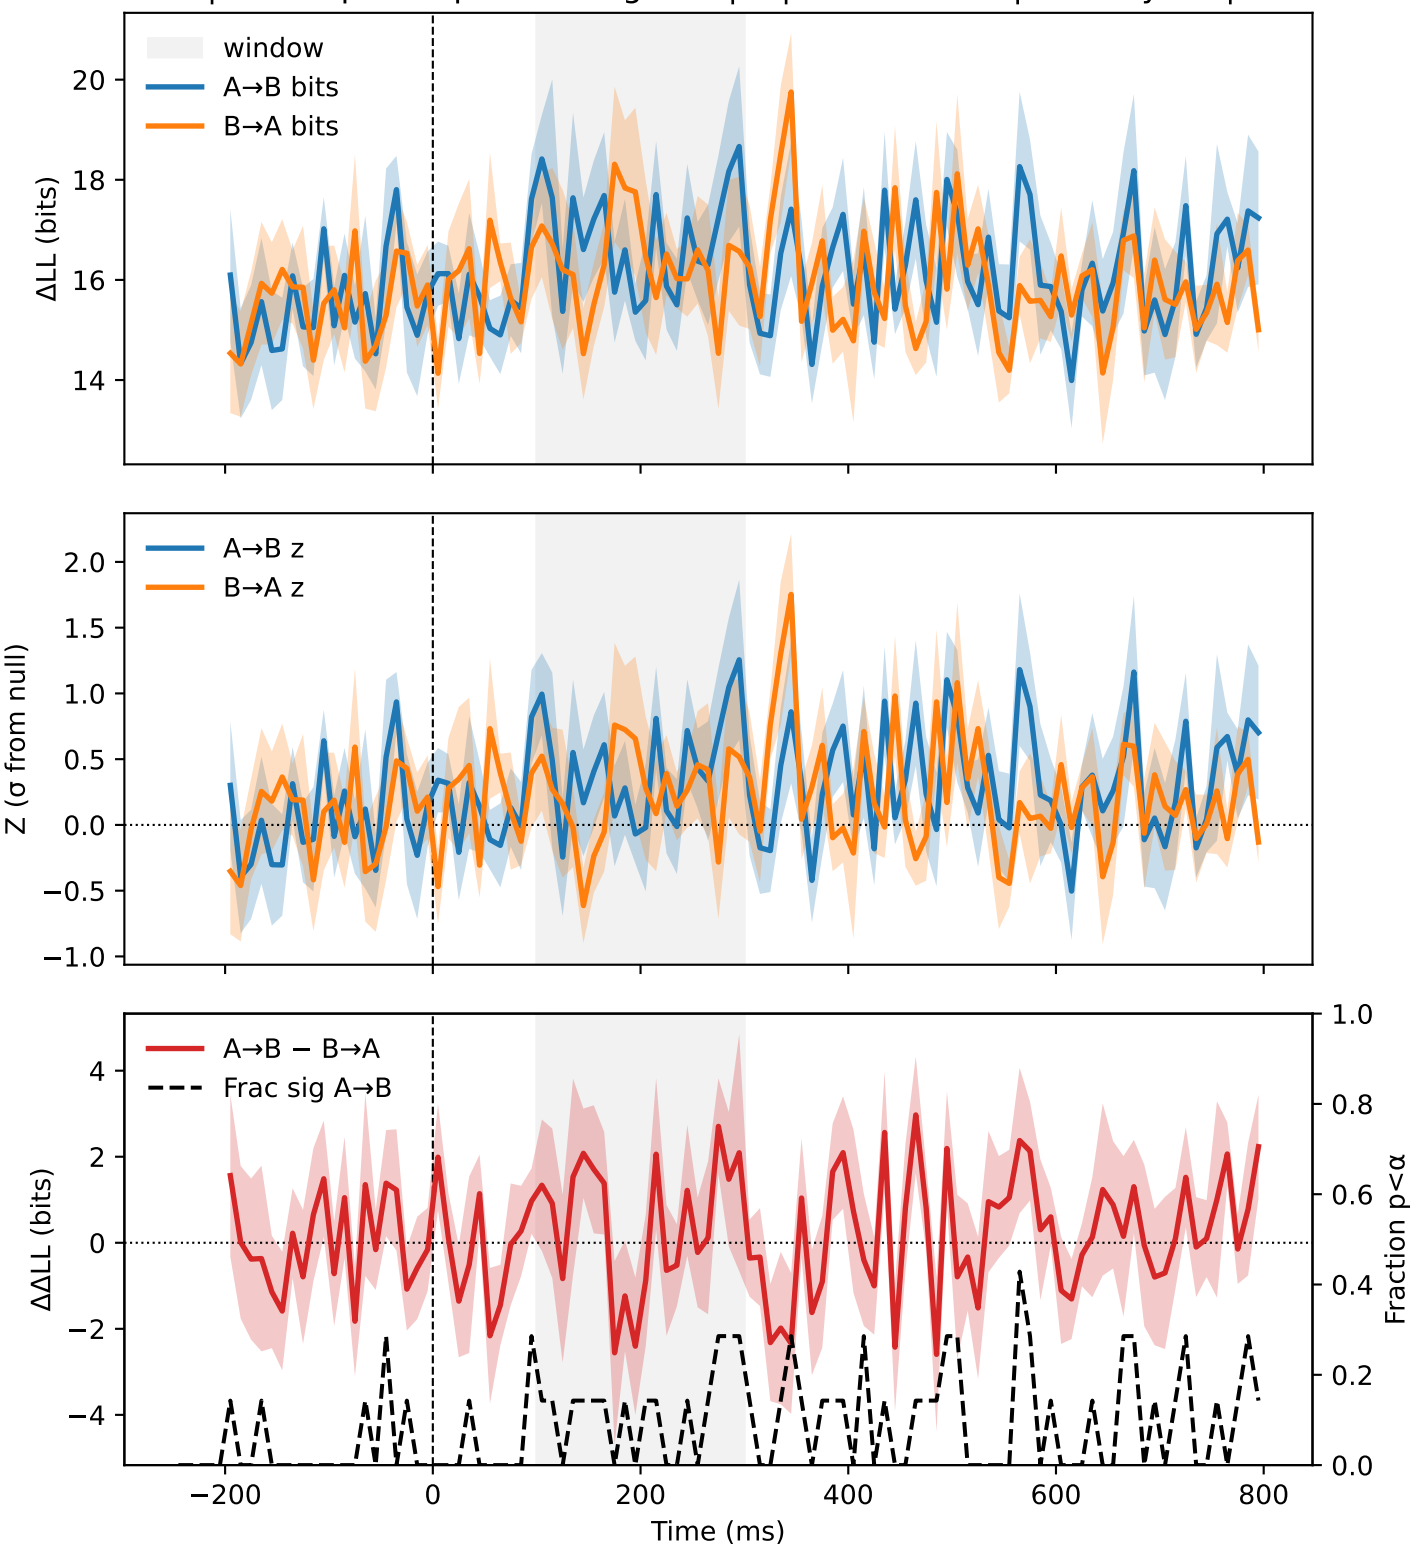 window
A→B bits
B→A bits
ΔLL (bits)
20
18
16
14
A→B z
B→A z
Z (σ from null)
2.0
1.5
1.0
0.5
0.0
−0.5
−1.0
A→B − B→A
Frac sig A→B
ΔΔLL (bits)
4
2
0
−2
−4
1.0
0.8
0.6
0.4
0.2
0.0
Fraction p<α
−200
0
200
400
600
800
Time (ms)